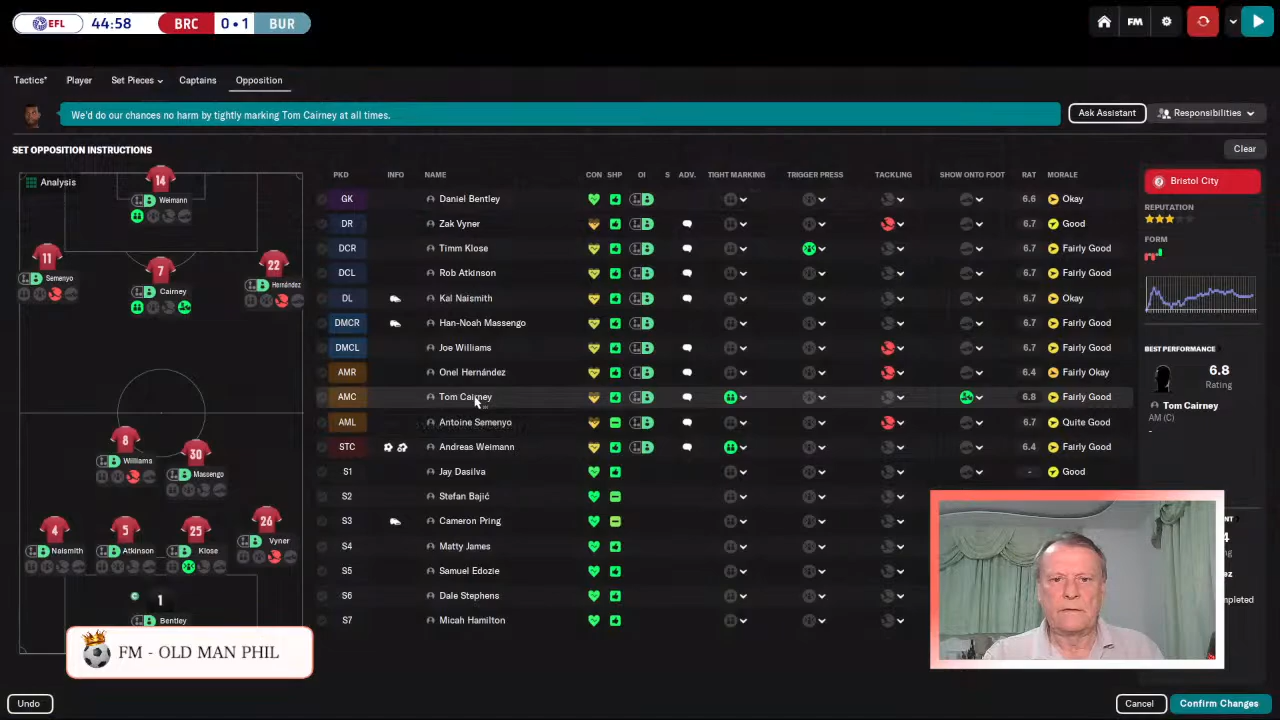 EFL 44:58 BRC 0 • 1 BUR FM
Tactics* Player Set Pieces Captains Opposition
We'd do our chances no harm by tightly marking Tom Cairney at all times. Ask Assistant Responsibilities
SET OPPOSITION INSTRUCTIONS Clear
Analysis
14
Weimann
11
Semenyo
7
Cairney
22
Hernández
8
Williams
30
Massengo
4
Naismith
5
Atkinson
25
Klose
26
Vyner
1
Bentley
PKD INFO NAME CON SHP OI S ADV. TIGHT MARKING TRIGGER PRESS TACKLING SHOW ONTO FOOT RAT MORALE
GK Daniel Bentley 6.6 Okay
DR Zak Vyner 6.7 Good
DCR Timm Klose 6.7 Fairly Good
DCL Rob Atkinson 6.7 Fairly Good
DL Kal Naismith 6.7 Okay
DMCR Han-Noah Massengo 6.7 Fairly Good
DMCL Joe Williams 6.7 Fairly Good
AMR Onel Hernández 6.4 Fairly Okay
AMC Tom Cairney 6.8 Fairly Good
AML Antoine Semenyo 6.7 Quite Good
STC Andreas Weimann 6.4 Fairly Good
S1 Jay Dasilva - Good
S2 Stefan Bajić
S3 Cameron Pring
S4 Matty James
S5 Samuel Edozie
S6 Dale Stephens
S7 Micah Hamilton
Bristol City
REPUTATION
FORM
BEST PERFORMANCE
6.8
Rating
Tom Cairney
AM (C)
-
FM - OLD MAN PHIL
Undo Cancel Confirm Changes